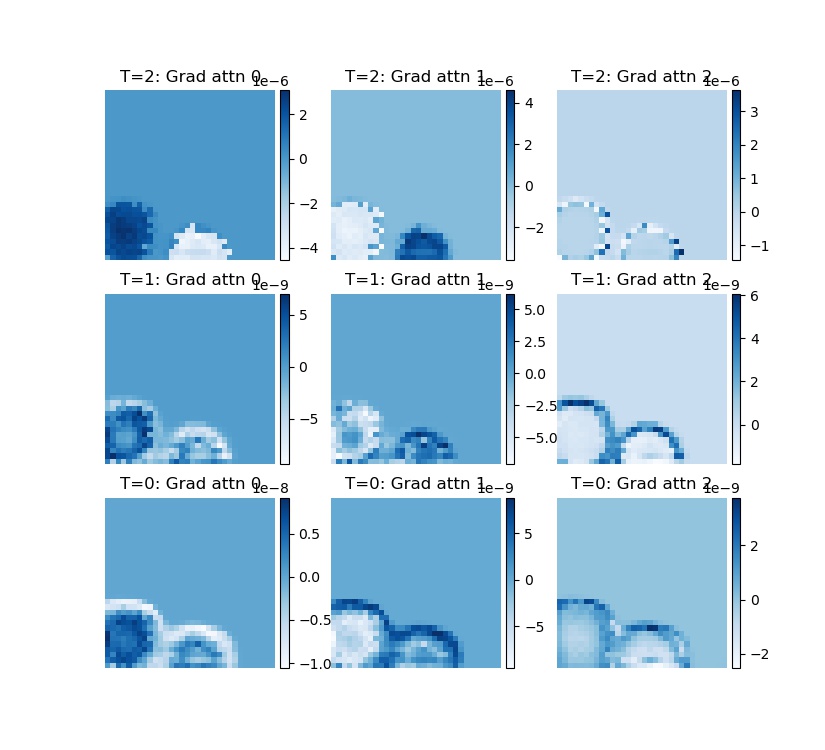 T=2: Grad attn 0
1e−6
T=2: Grad attn 1
1e−6
T=2: Grad attn 2
1e−6
2
0
−2
−4
4
2
0
−2
3
2
1
0
−1
T=1: Grad attn 0
1e−9
T=1: Grad attn 1
1e−9
T=1: Grad attn 2
1e−9
5
0
−5
5.0
2.5
0.0
−2.5
−5.0
6
4
2
0
T=0: Grad attn 0
1e−8
T=0: Grad attn 1
1e−9
T=0: Grad attn 2
1e−9
0.5
0.0
−0.5
−1.0
5
0
−5
2
0
−2